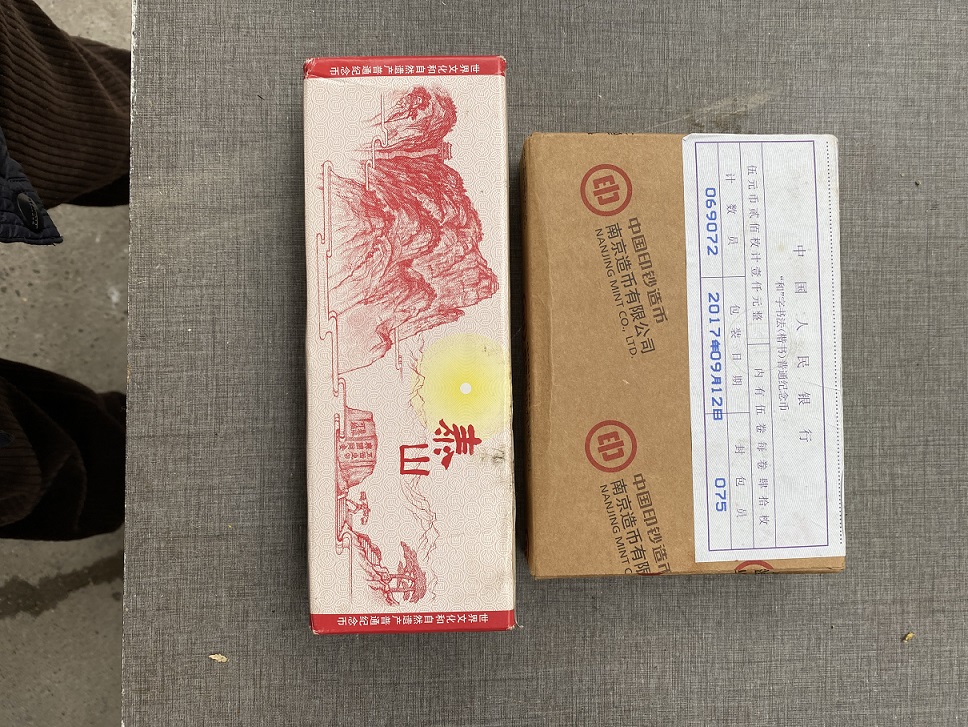 世界文化和自然遗产普通纪念币
泰山
世界文化和自然遗产普通纪念币
中国印钞造币
南京造币有限公司
NANJING MINT CO., LTD.
中国印钞造币
南京造币有限
NANJING MINT C
中国人民银行
“和”字书法(楷书)普通纪念币
伍元币贰佰枚计壹仟元整 内有伍卷每卷肆拾枚
计数员 包装日期 封包员
069072 2017年09月12日 075